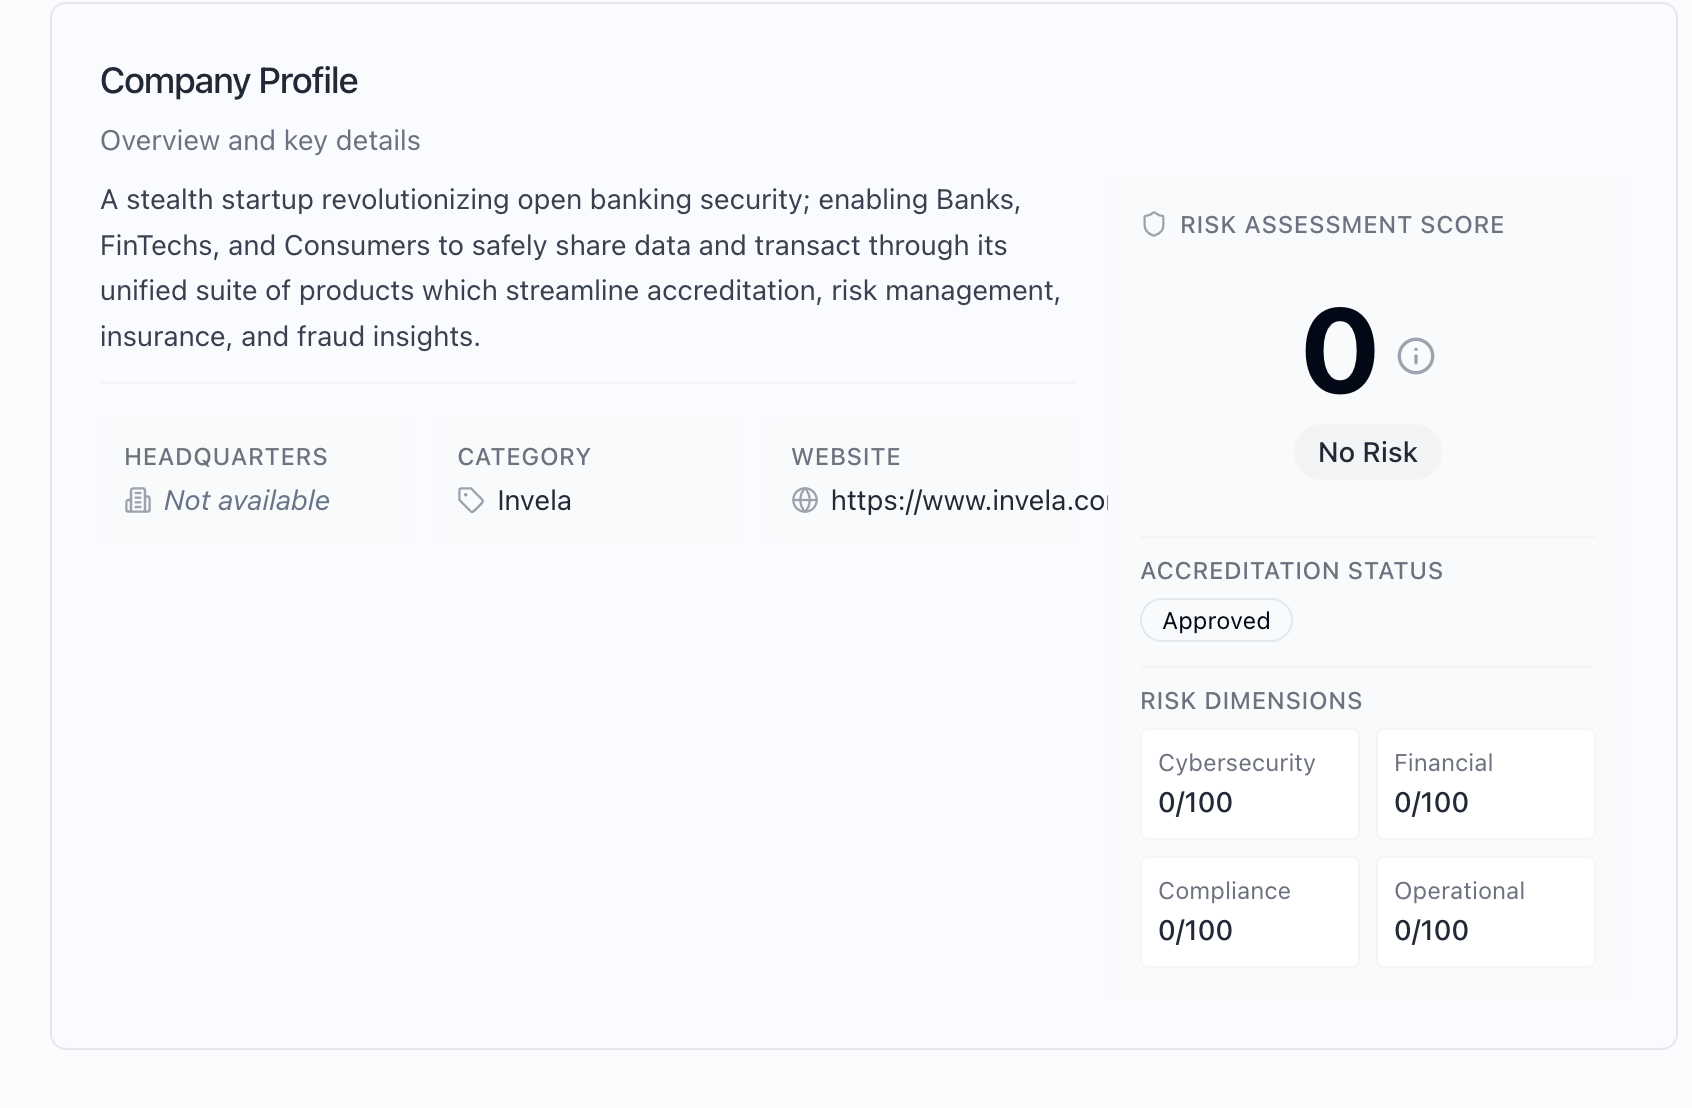 Company Profile
Overview and key details
A stealth startup revolutionizing open banking security; enabling Banks,
FinTechs, and Consumers to safely share data and transact through its
unified suite of products which streamline accreditation, risk management,
insurance, and fraud insights.
HEADQUARTERS
Not available
CATEGORY
Invela
WEBSITE
https://www.invela.co
RISK ASSESSMENT SCORE
0
No Risk
ACCREDITATION STATUS
Approved
RISK DIMENSIONS
Cybersecurity
0/100
Financial
0/100
Compliance
0/100
Operational
0/100